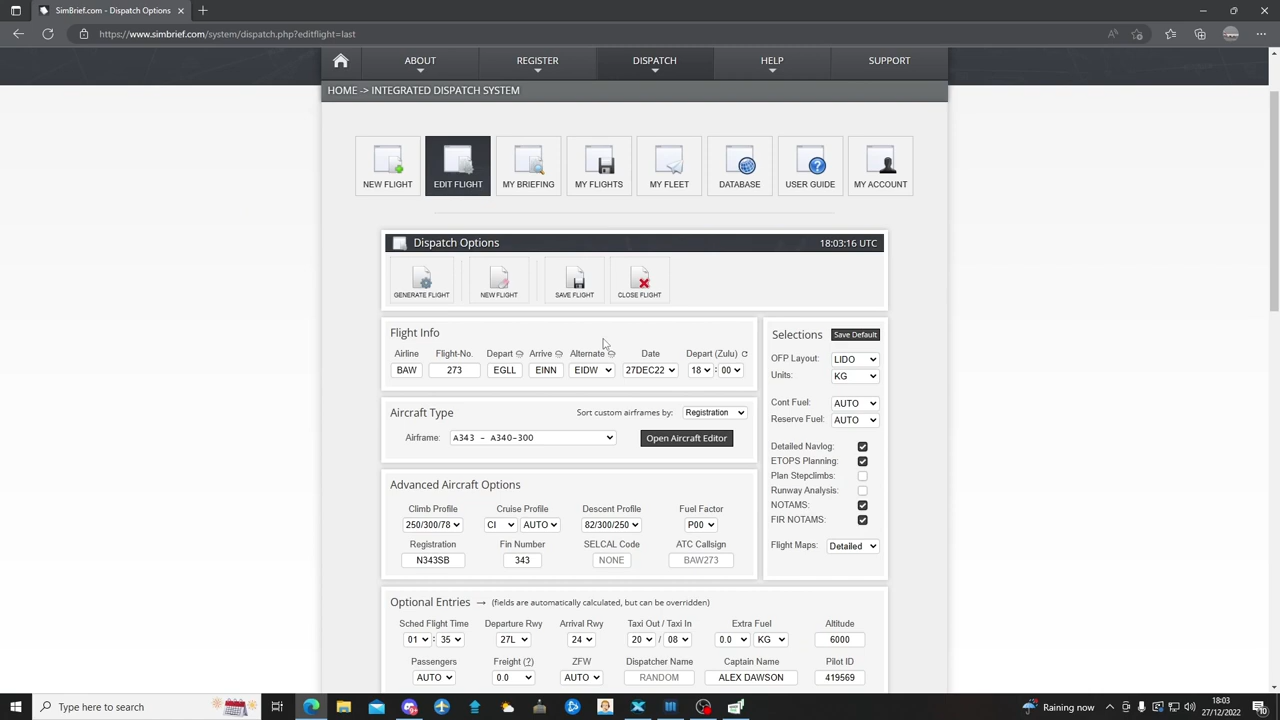 SimBrief.com - Dispatch Options
https://www.simbrief.com/system/dispatch.php?editflight=last
ABOUT REGISTER DISPATCH HELP SUPPORT
HOME -> INTEGRATED DISPATCH SYSTEM
NEW FLIGHT EDIT FLIGHT MY BRIEFING MY FLIGHTS MY FLEET DATABASE USER GUIDE MY ACCOUNT
Dispatch Options 18:03:16 UTC
GENERATE FLIGHT NEW FLIGHT SAVE FLIGHT CLOSE FLIGHT
Flight Info
Airline Flight-No. Depart Arrive Alternate Date Depart (Zulu)
BAW 273 EGLL EINN EIDW 27DEC22 18 : 00
Aircraft Type Sort custom airframes by: Registration
Airframe: A343 - A340-300 Open Aircraft Editor
Advanced Aircraft Options
Climb Profile Cruise Profile Descent Profile Fuel Factor
250/300/78 CI AUTO 82/300/250 P00
Registration Fin Number SELCAL Code ATC Callsign
N343SB 343 NONE BAW273
Selections Save Default
OFP Layout: LIDO
Units: KG
Cont Fuel: AUTO
Reserve Fuel: AUTO
Detailed Navlog:
ETOPS Planning:
Plan Stepclimbs:
Runway Analysis:
NOTAMS:
FIR NOTAMS:
Flight Maps: Detailed
Optional Entries → (fields are automatically calculated, but can be overridden)
Sched Flight Time Departure Rwy Arrival Rwy Taxi Out / Taxi In Extra Fuel Altitude
01 : 35 27L 24 20 / 08 0.0 KG 6000
Passengers Freight (?) ZFW Dispatcher Name Captain Name Pilot ID
AUTO 0.0 AUTO RANDOM ALEX DAWSON 419569
Type here to search
Raining now
18:03
27/12/2022